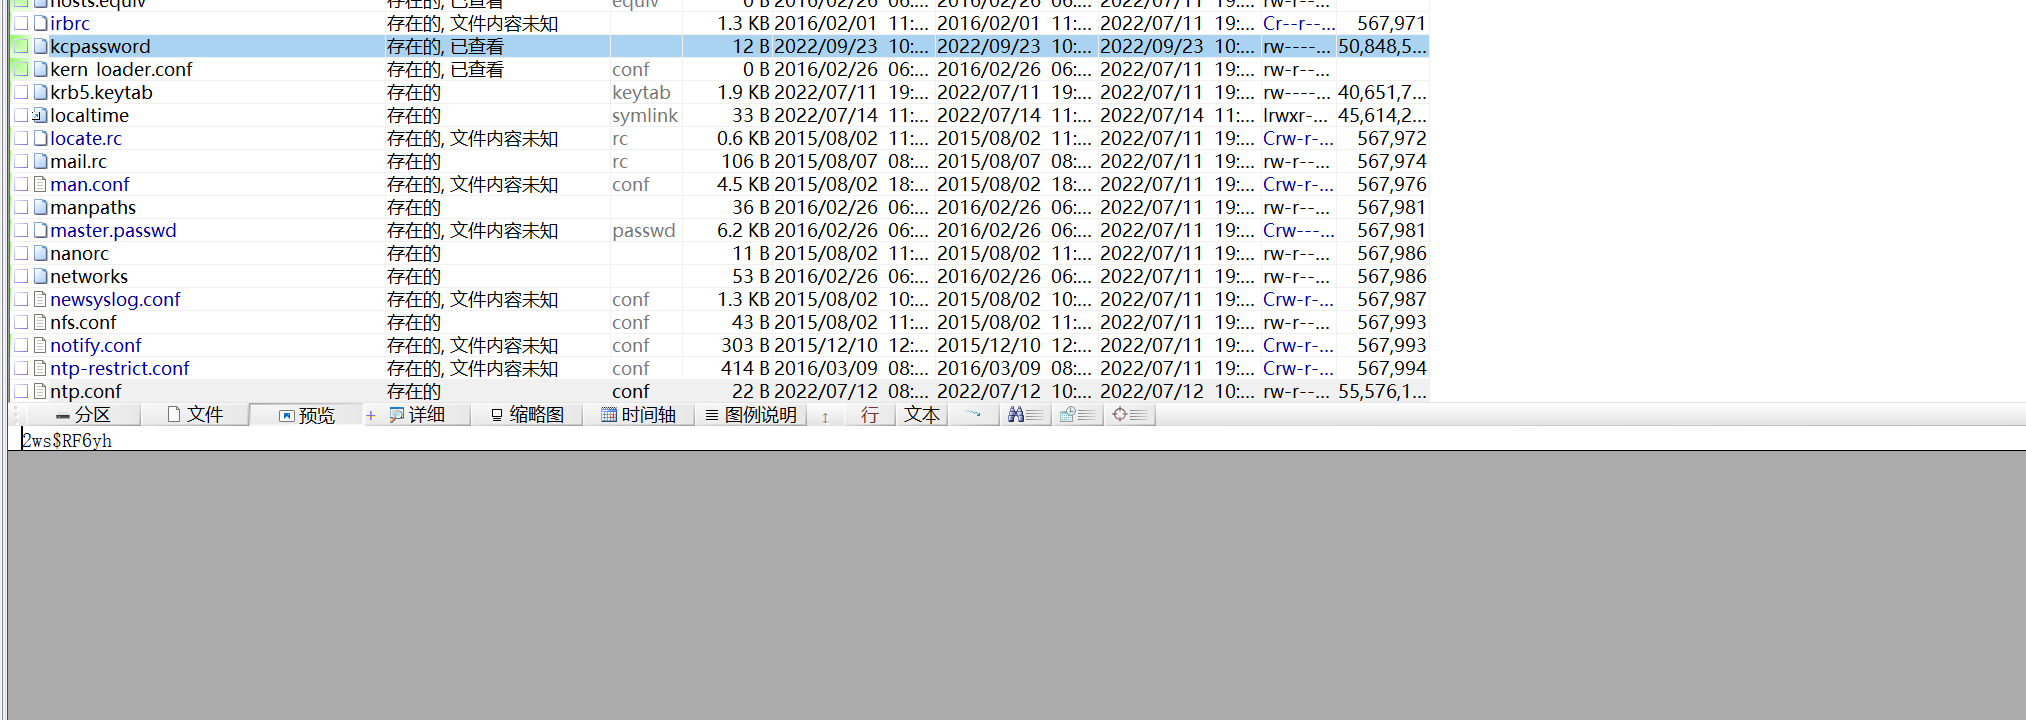 hosts.equiv 存在的, 已查看 equiv 0 B 2016/02/26 06:... 2016/02/26 06:... 2022/07/11 19:... rw-r--...
irbrc 存在的, 文件内容未知 1.3 KB 2016/02/01 11:... 2016/02/01 11:... 2022/07/11 19:... Cr--r--... 567,971
kcpassword 存在的, 已查看 12 B 2022/09/23 10:... 2022/09/23 10:... 2022/09/23 10:... rw----... 50,848,5...
kern_loader.conf 存在的, 已查看 conf 0 B 2016/02/26 06:... 2016/02/26 06:... 2022/07/11 19:... rw-r--...
krb5.keytab 存在的 keytab 1.9 KB 2022/07/11 19:... 2022/07/11 19:... 2022/07/11 19:... rw----... 40,651,7...
localtime 存在的 symlink 33 B 2022/07/14 11:... 2022/07/14 11:... 2022/07/14 11:... lrwxr-... 45,614,2...
locate.rc 存在的, 文件内容未知 rc 0.6 KB 2015/08/02 11:... 2015/08/02 11:... 2022/07/11 19:... Crw-r-... 567,972
mail.rc 存在的 rc 106 B 2015/08/07 08:... 2015/08/07 08:... 2022/07/11 19:... rw-r--... 567,974
man.conf 存在的, 文件内容未知 conf 4.5 KB 2015/08/02 18:... 2015/08/02 18:... 2022/07/11 19:... Crw-r-... 567,976
manpaths 存在的 36 B 2016/02/26 06:... 2016/02/26 06:... 2022/07/11 19:... rw-r--... 567,981
master.passwd 存在的, 文件内容未知 passwd 6.2 KB 2016/02/26 06:... 2016/02/26 06:... 2022/07/11 19:... Crw---... 567,981
nanorc 存在的 11 B 2015/08/02 11:... 2015/08/02 11:... 2022/07/11 19:... rw-r--... 567,986
networks 存在的 53 B 2016/02/26 06:... 2016/02/26 06:... 2022/07/11 19:... rw-r--... 567,986
newsyslog.conf 存在的, 文件内容未知 conf 1.3 KB 2015/08/02 10:... 2015/08/02 10:... 2022/07/11 19:... Crw-r-... 567,987
nfs.conf 存在的 conf 43 B 2015/08/02 11:... 2015/08/02 11:... 2022/07/11 19:... rw-r--... 567,993
notify.conf 存在的, 文件内容未知 conf 303 B 2015/12/10 12:... 2015/12/10 12:... 2022/07/11 19:... Crw-r-... 567,993
ntp-restrict.conf 存在的, 文件内容未知 conf 414 B 2016/03/09 08:... 2016/03/09 08:... 2022/07/11 19:... Crw-r-... 567,994
ntp.conf 存在的 conf 22 B 2022/07/12 08:... 2022/07/12 10:... 2022/07/12 10:... rw-r--... 55,576,1...
分区 文件 预览 + 详细 缩略图 时间轴 图例说明 行 文本
2ws$RF6yh